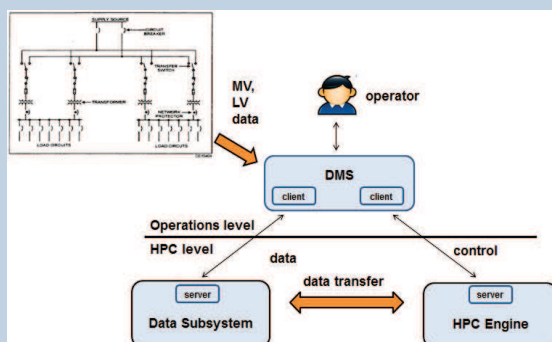 SUPPLY SOURCE
CIRCUIT
BREAKER
TRANSFER
SWITCH
TRANSFORMER
NETWORK
PROTECTOR
LOAD CIRCUITS
LOAD CIRCUITS
MV,
LV
data
operator
DMS
client
client
Operations level
HPC level
data
control
data transfer
server
Data Subsystem
server
HPC Engine